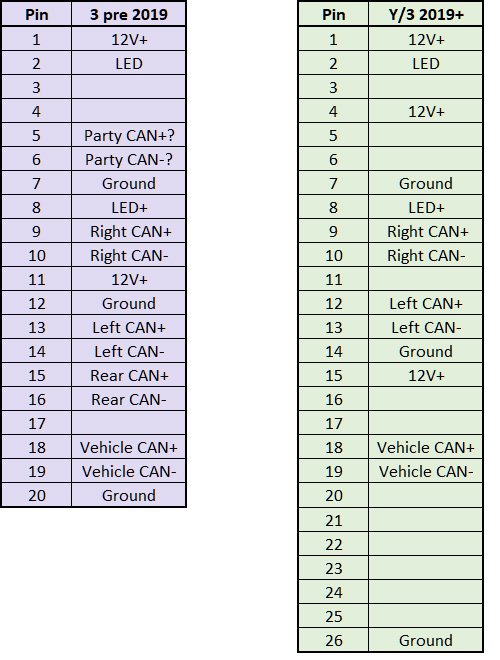 Pin 3 pre 2019
1 12V+
2 LED
3
4
5 Party CAN+?
6 Party CAN-?
7 Ground
8 LED+
9 Right CAN+
10 Right CAN-
11 12V+
12 Ground
13 Left CAN+
14 Left CAN-
15 Rear CAN+
16 Rear CAN-
17
18 Vehicle CAN+
19 Vehicle CAN-
20 Ground
Pin Y/3 2019+
1 12V+
2 LED
3
4 12V+
5
6
7 Ground
8 LED+
9 Right CAN+
10 Right CAN-
11
12 Left CAN+
13 Left CAN-
14 Ground
15 12V+
16
17
18 Vehicle CAN+
19 Vehicle CAN-
20
21
22
23
24
25
26 Ground